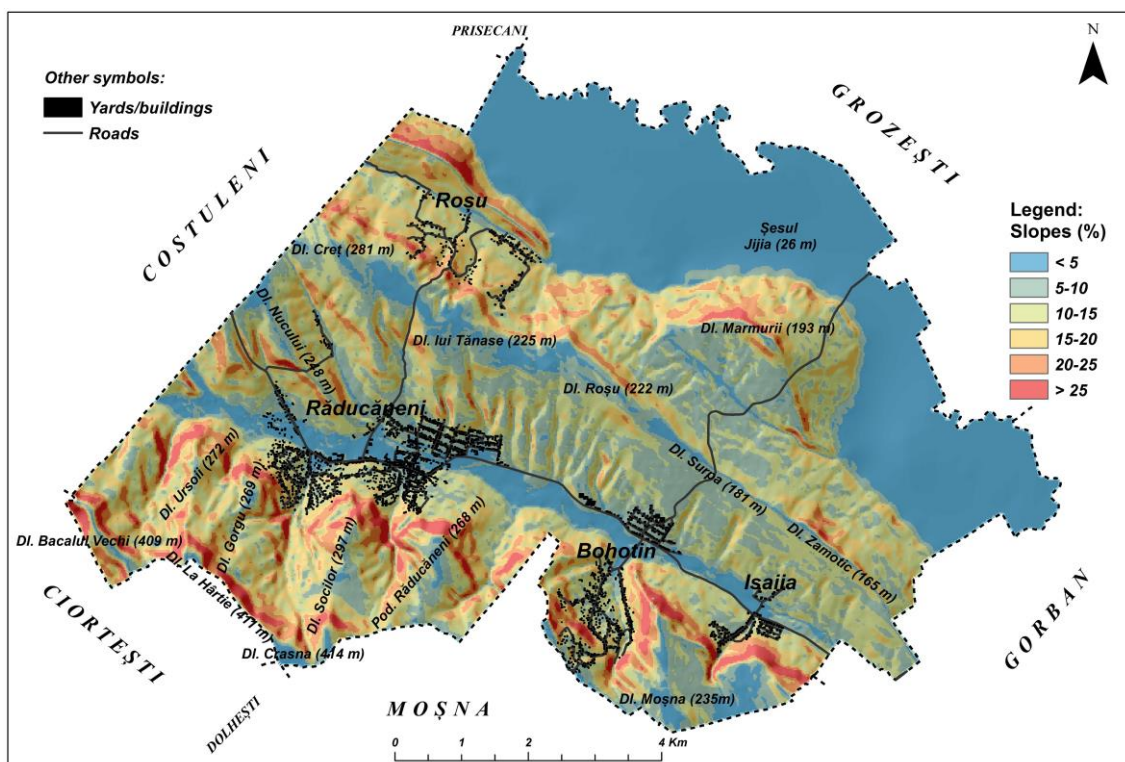 PRISECANI
N
Other symbols:
Yards/buildings
Roads
GROZEȘTI
COSTULENI
Roșu
Șesul
Jijia (26 m)
Legend:
Slopes (%)
< 5
5-10
10-15
15-20
20-25
> 25
Dl. Creț (281 m)
Dl. Nucului (248 m)
Dl. lui Tănase (225 m)
Dl. Marmurii (193 m)
Dl. Roșu (222 m)
Răducăneni
Dl. Ursoii (272 m)
Dl. Gorgu (269 m)
Dl. Surga (181 m)
Dl. Bacalul Vechi (409 m)
Dl. La Hârtie (411 m)
Dl. Socilor (297 m)
Pod. Răducăneni (268 m)
Dl. Zamotic (165 m)
Bohotin
Isaiia
CIORTEȘTI
Dl. Crasna (414 m)
Dl. Moșna (235m)
GORBAN
DOLHEȘTI
MOȘNA
0 1 2 4 Km